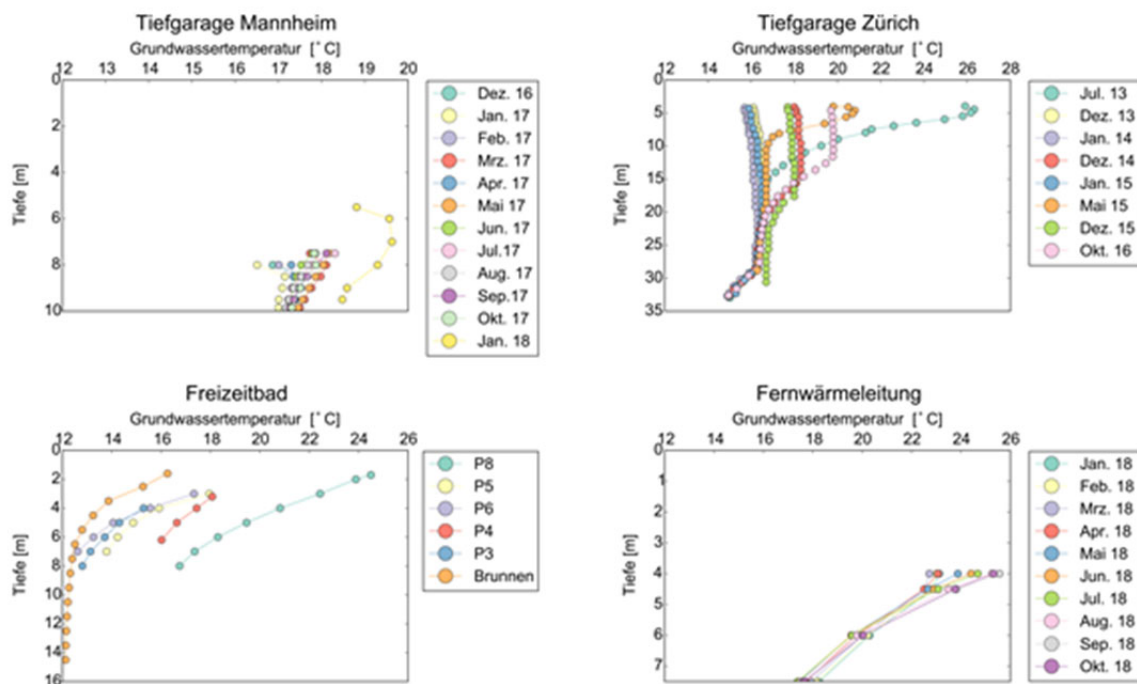 Tiefgarage Mannheim
Grundwassertemperatur [˚C]
12 13 14 15 16 17 18 19 20
Tiefe [m]
0
2
4
6
8
10
Dez. 16
Jan. 17
Feb. 17
Mrz. 17
Apr. 17
Mai 17
Jun. 17
Jul.17
Aug. 17
Sep.17
Okt. 17
Jan. 18
Tiefgarage Zürich
Grundwassertemperatur [˚C]
12 14 16 18 20 22 24 26 28
Tiefe [m]
0
5
10
15
20
25
30
35
Jul. 13
Dez. 13
Jan. 14
Dez. 14
Jan. 15
Mai 15
Dez. 15
Okt. 16
Freizeitbad
Grundwassertemperatur [˚C]
12 14 16 18 20 22 24 26
Tiefe [m]
0
2
4
6
8
10
12
14
16
P8
P5
P6
P4
P3
Brunnen
Fernwärmeleitung
Grundwassertemperatur [˚C]
12 14 16 18 20 22 24 26
Tiefe [m]
0
1
2
3
4
5
6
7
Jan. 18
Feb. 18
Mrz. 18
Apr. 18
Mai 18
Jun. 18
Jul. 18
Aug. 18
Sep. 18
Okt. 18